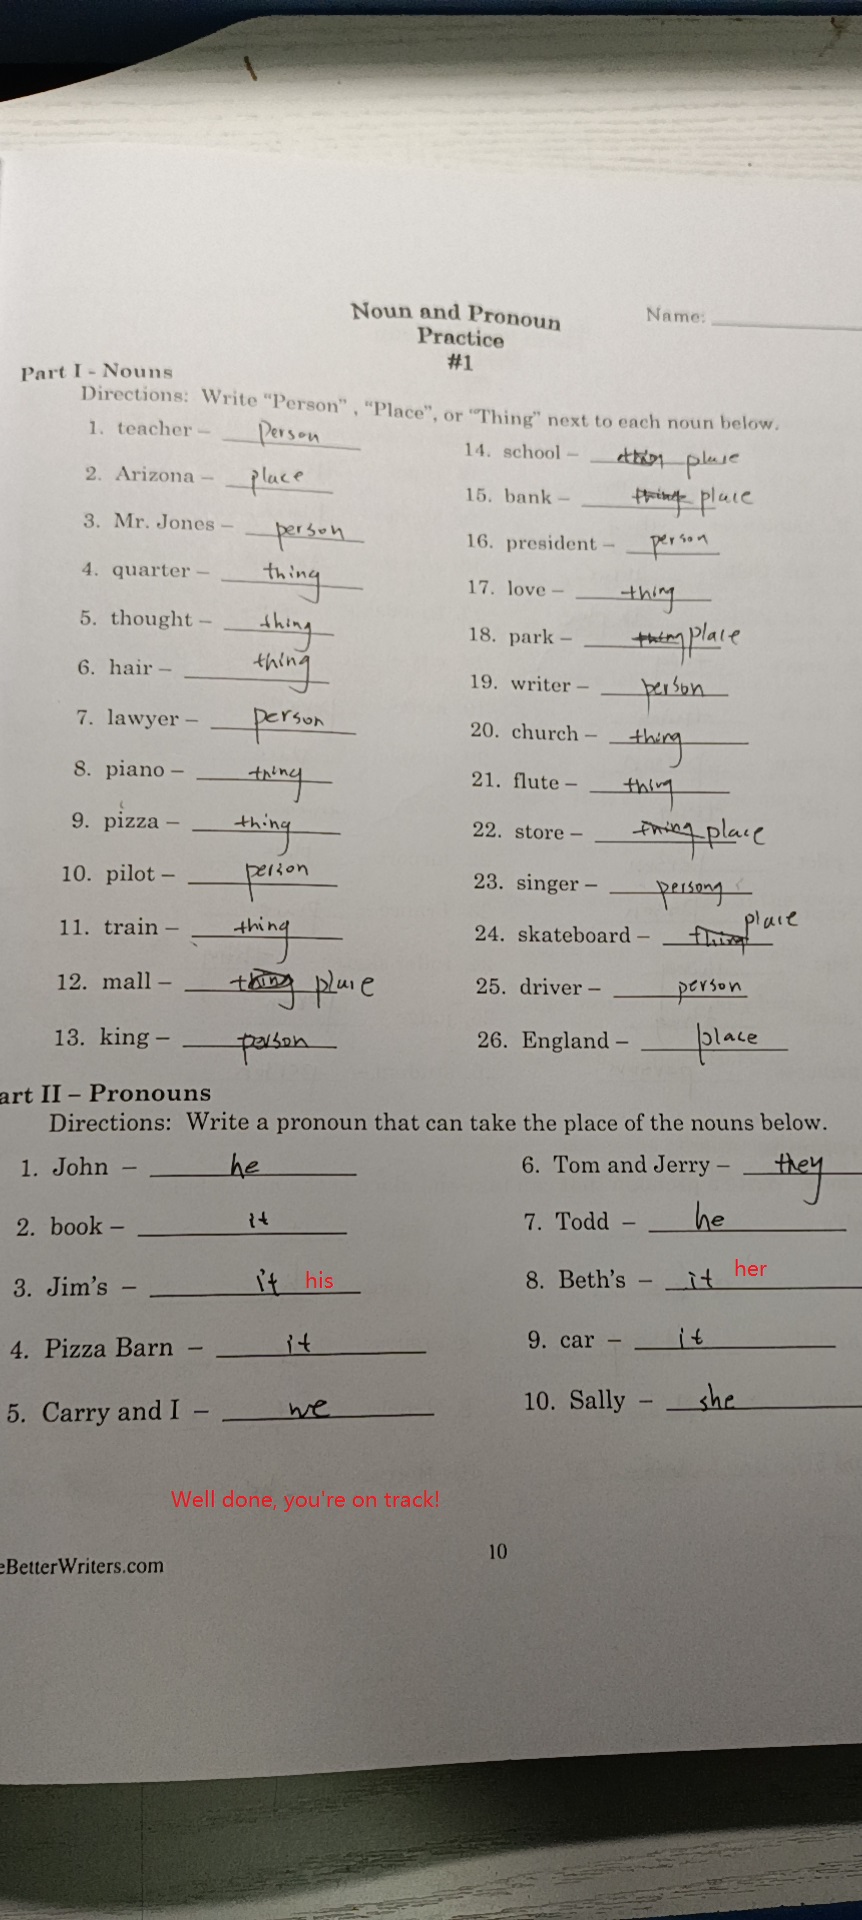 Noun and Pronoun
Practice
#1
Name:
Part I - Nouns
Directions: Write "Person" , "Place", or "Thing" next to each noun below.
1. teacher – Person
2. Arizona – place
3. Mr. Jones – person
4. quarter – thing
5. thought – thing
6. hair – thing
7. lawyer – person
8. piano – thing
9. pizza – thing
10. pilot – person
11. train – thing
12. mall – thing place
13. king – person
14. school – thing place
15. bank – thing place
16. president – person
17. love – thing
18. park – thing place
19. writer – person
20. church – thing
21. flute – thing
22. store – thing place
23. singer – persong
24. skateboard – thing place
25. driver – person
26. England – place
art II – Pronouns
Directions: Write a pronoun that can take the place of the nouns below.
1. John – he
2. book – it
3. Jim's – it his
4. Pizza Barn – it
5. Carry and I – we
6. Tom and Jerry – they
7. Todd – he
8. Beth's – it her
9. car – it
10. Sally – she
Well done, you're on track!
eBetterWriters.com
10